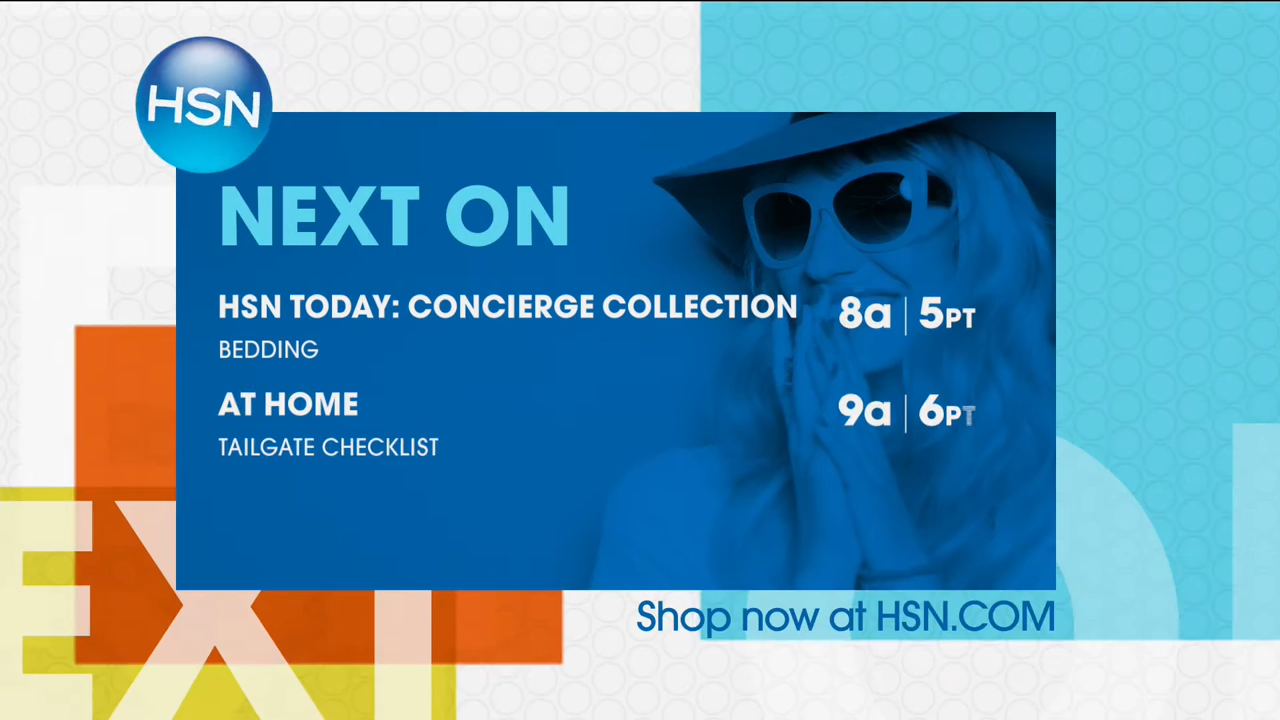 HSN
NEXT ON
HSN TODAY: CONCIERGE COLLECTION 8a | 5PT
BEDDING
AT HOME 9a | 6PT
TAILGATE CHECKLIST
Shop now at HSN.COM
EXT